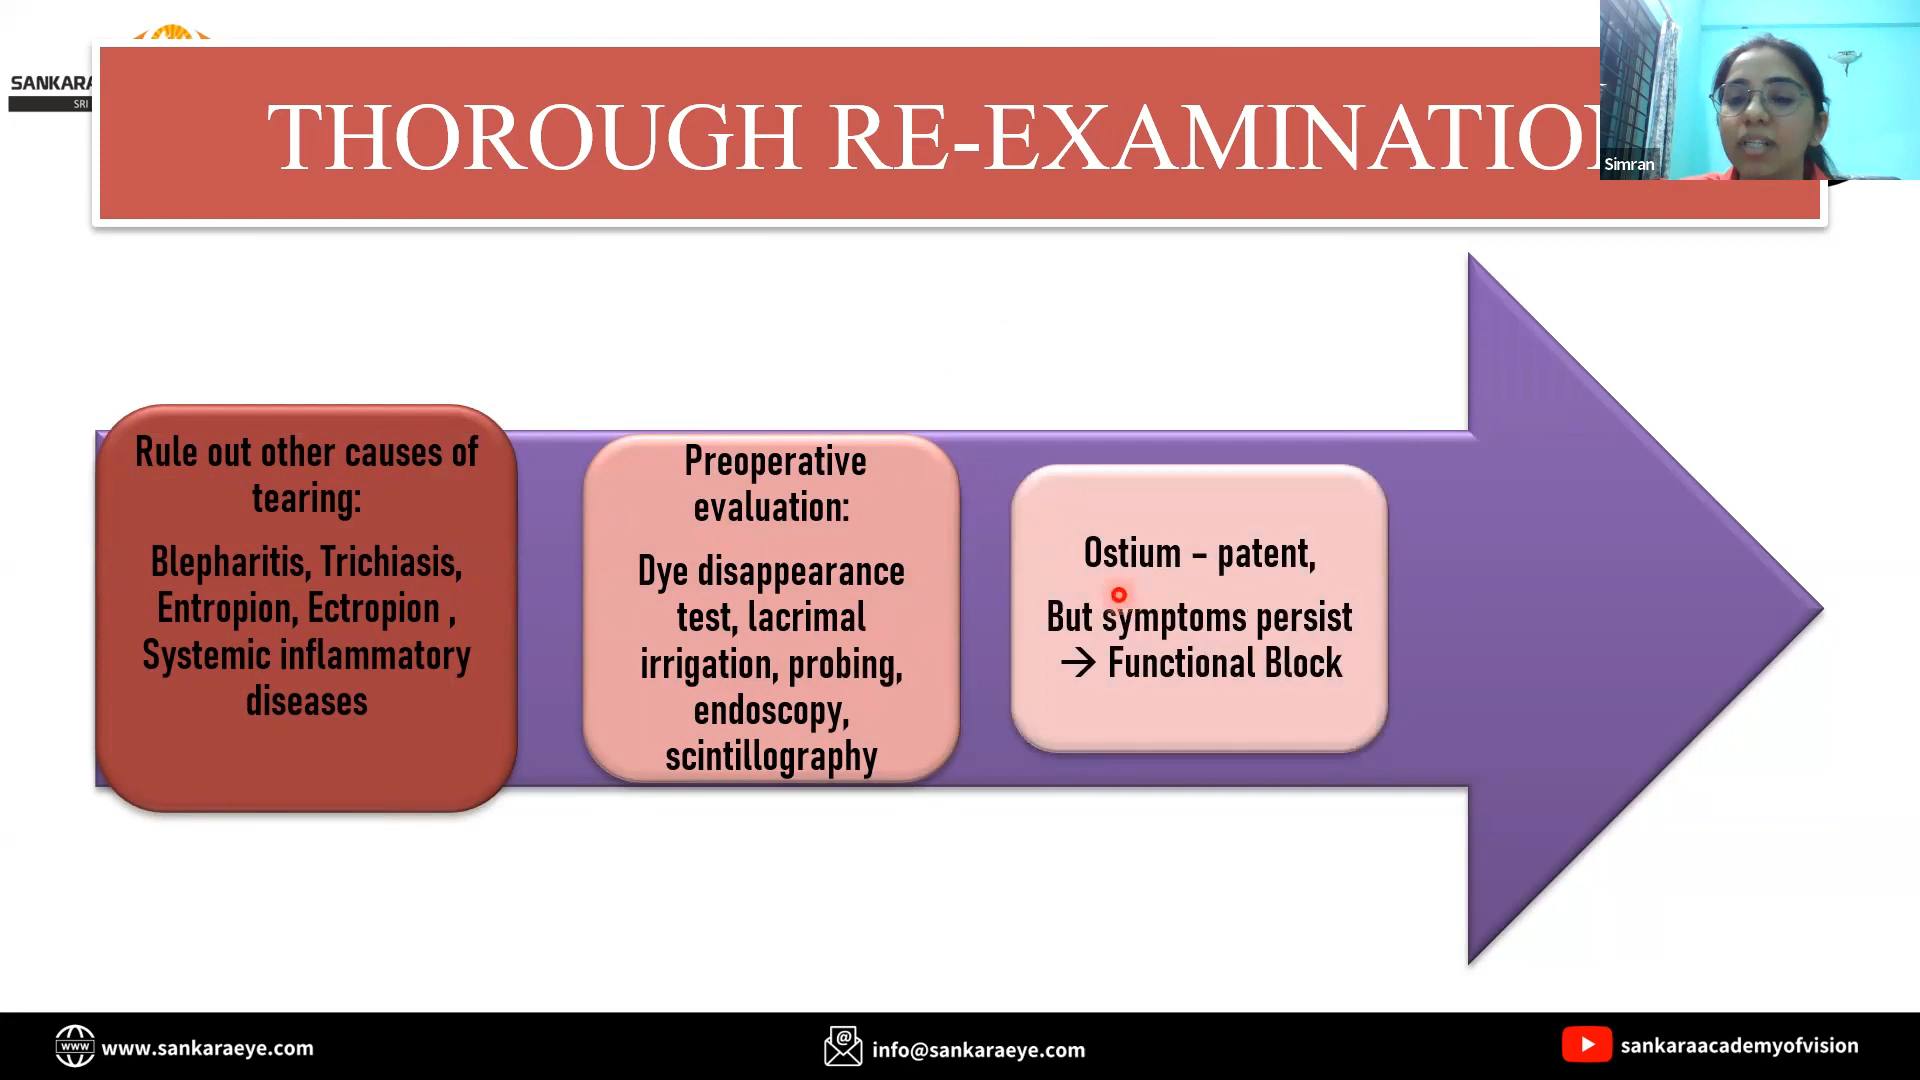 SANKARA
SRI
THOROUGH RE-EXAMINATIO
Simran
Rule out other causes of
tearing:
Blepharitis, Trichiasis,
Entropion, Ectropion ,
Systemic inflammatory
diseases
Preoperative
evaluation:
Dye disappearance
test, lacrimal
irrigation, probing,
endoscopy,
scintillography
Ostium - patent,
But symptoms persist
→ Functional Block
www
www.sankaraeye.com
@
info@sankaraeye.com
sankaraacademyofvision